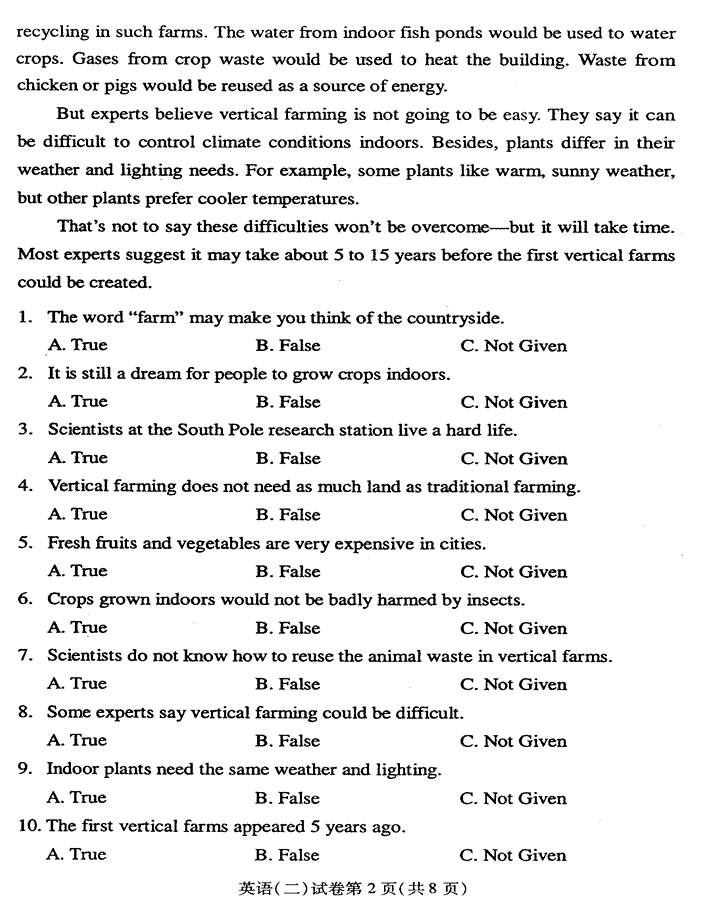 recycling in such farms. The water from indoor fish ponds would be used to water
crops. Gases from crop waste would be used to heat the building. Waste from
chicken or pigs would be reused as a source of energy.
But experts believe vertical farming is not going to be easy. They say it can
be difficult to control climate conditions indoors. Besides, plants differ in their
weather and lighting needs. For example, some plants like warm, sunny weather,
but other plants prefer cooler temperatures.
That's not to say these difficulties won't be overcome—but it will take time.
Most experts suggest it may take about 5 to 15 years before the first vertical farms
could be created.
1. The word “farm” may make you think of the countryside.
A. True B. False C. Not Given
2. It is still a dream for people to grow crops indoors.
A. True B. False C. Not Given
3. Scientists at the South Pole research station live a hard life.
A. True B. False C. Not Given
4. Vertical farming does not need as much land as traditional farming.
A. True B. False C. Not Given
5. Fresh fruits and vegetables are very expensive in cities.
A. True B. False C. Not Given
6. Crops grown indoors would not be badly harmed by insects.
A. True B. False C. Not Given
7. Scientists do not know how to reuse the animal waste in vertical farms.
A. True B. False C. Not Given
8. Some experts say vertical farming could be difficult.
A. True B. False C. Not Given
9. Indoor plants need the same weather and lighting.
A. True B. False C. Not Given
10. The first vertical farms appeared 5 years ago.
A. True B. False C. Not Given
英语(二)试卷第 2 页(共 8 页)